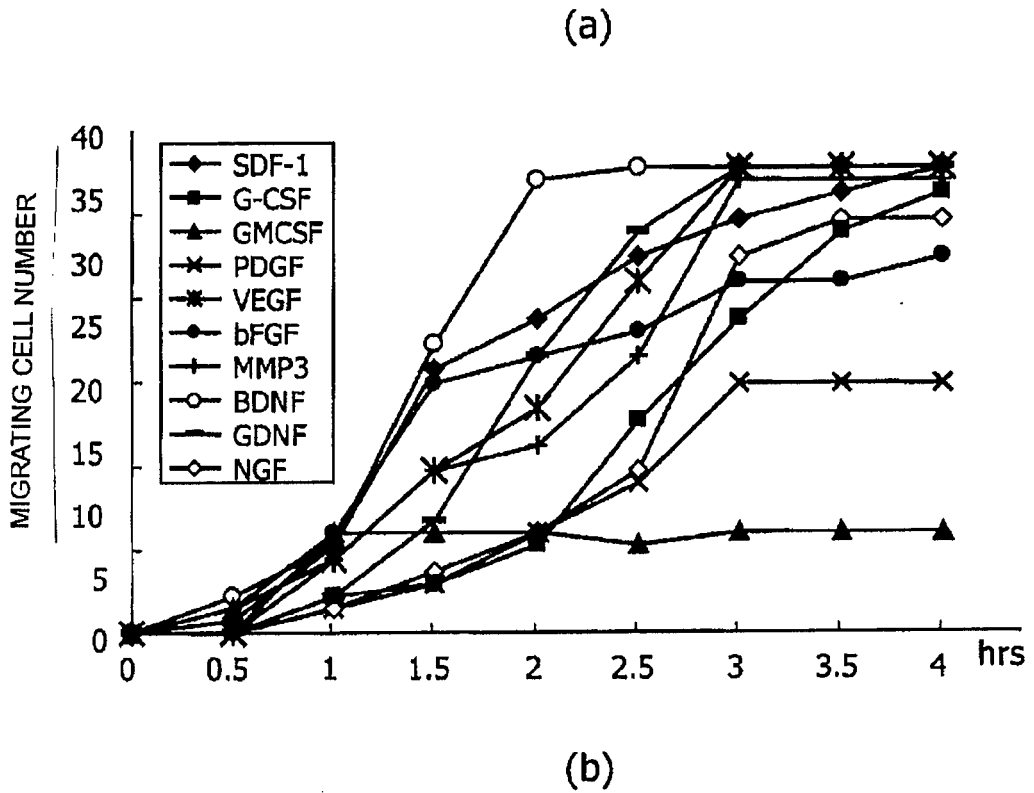 (a)
MIGRATING CELL NUMBER
40
35
30
25
20
15
10
5
0
SDF-1
G-CSF
GMCSF
PDGF
VEGF
bFGF
MMP3
BDNF
GDNF
NGF
0 0.5 1 1.5 2 2.5 3 3.5 4 hrs
(b)